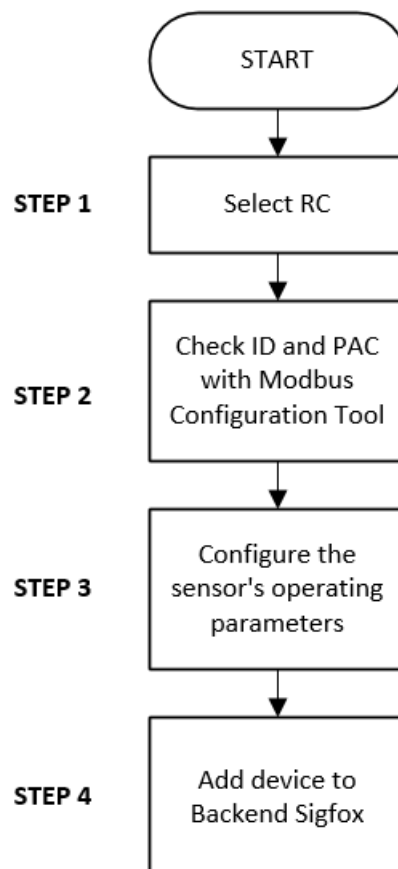 START
STEP 1
Select RC
STEP 2
Check ID and PAC
with Modbus
Configuration Tool
STEP 3
Configure the
sensor's operating
parameters
STEP 4
Add device to
Backend Sigfox